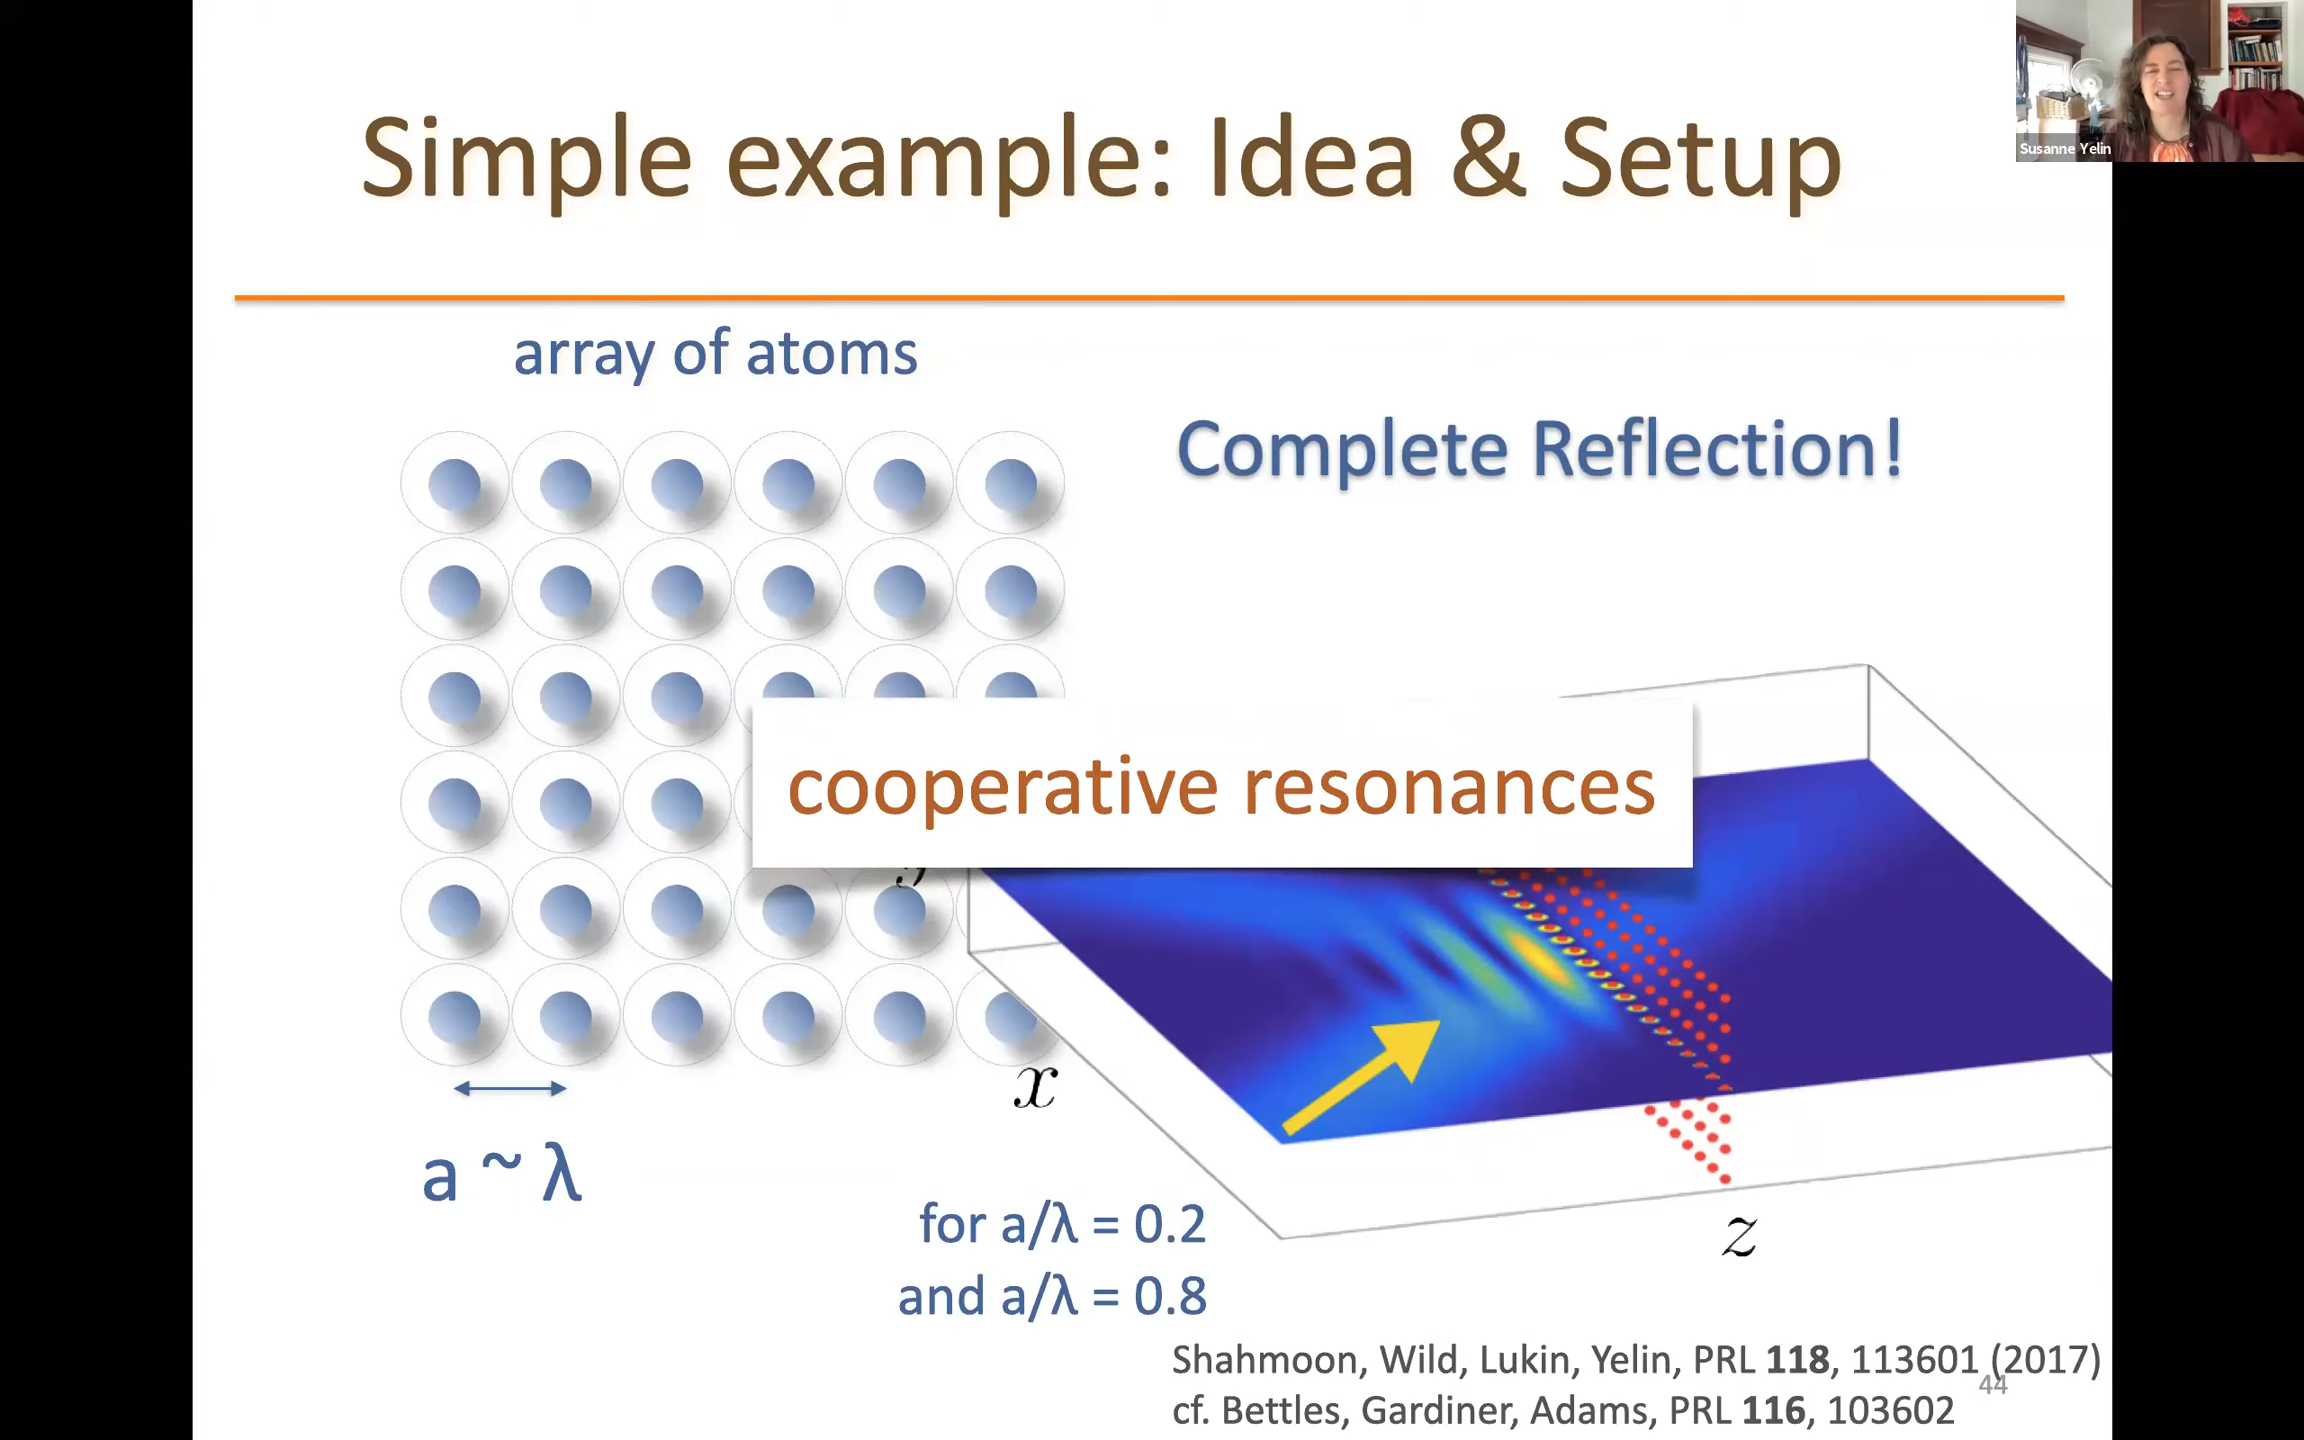 Susanne Yelin
Simple example: Idea & Setup
array of atoms
Complete Reflection!
cooperative resonances
x
a ~ λ
z
for a/λ = 0.2
and a/λ = 0.8
Shahmoon, Wild, Lukin, Yelin, PRL 118, 113601 (2017)
44
cf. Bettles, Gardiner, Adams, PRL 116, 103602